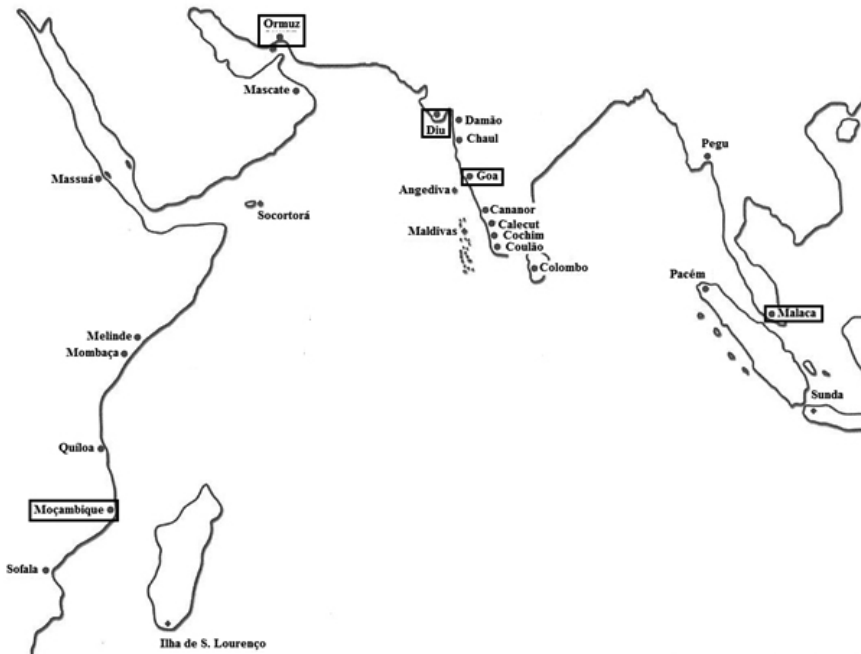 Ormuz
Mascate
Diu
Damão
Chaul
Pegu
Massuá
Goa
Angediva
Socortorá
Cananor
Maldivas
Calecut
Cochim
Coulão
Colombo
Pacém
Malaca
Melinde
Mombaça
Sunda
Quíloa
Moçambique
Sofala
Ilha de S. Lourenço